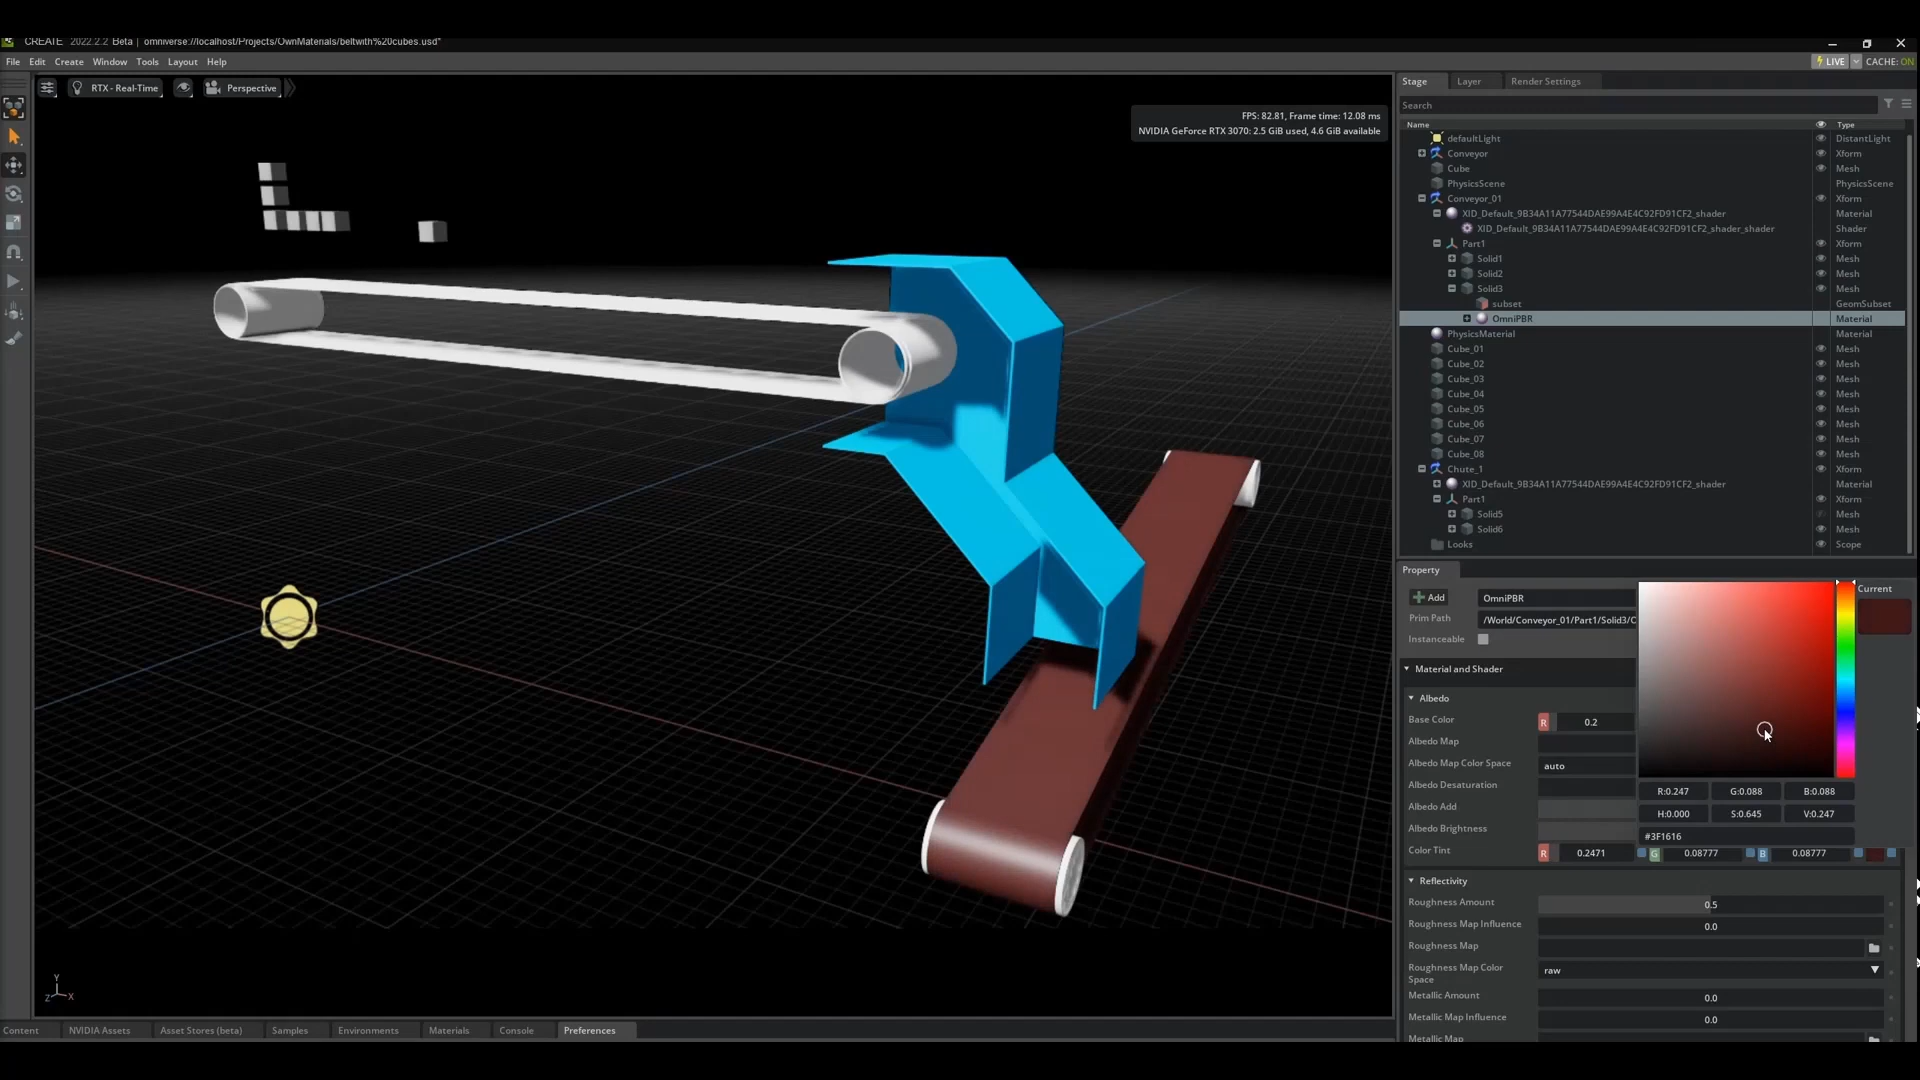 CREATE 2022.2.2 Beta | omniverse://localhost/Projects/OwnMaterials/beltwith%20cubes.usd*
File Edit Create Window Tools Layout Help
LIVE CACHE: ON
RTX - Real-Time Perspective
FPS: 82.81, Frame time: 12.08 ms
NVIDIA GeForce RTX 3070: 2.5 GiB used, 4.6 GiB available
Stage Layer Render Settings
Search
Name Type
defaultLight DistantLight
Conveyor Xform
Cube Mesh
PhysicsScene PhysicsScene
Conveyor_01 Xform
XID_Default_9B34A11A77544DAE99A4E4C92FD91CF2_shader Material
XID_Default_9B34A11A77544DAE99A4E4C92FD91CF2_shader_shader Shader
Part1 Xform
Solid1 Mesh
Solid2 Mesh
Solid3 Mesh
subset GeomSubset
OmniPBR Material
PhysicsMaterial Material
Cube_01 Mesh
Cube_02 Mesh
Cube_03 Mesh
Cube_04 Mesh
Cube_05 Mesh
Cube_06 Mesh
Cube_07 Mesh
Cube_08 Mesh
Chute_1 Xform
XID_Default_9B34A11A77544DAE99A4E4C92FD91CF2_shader Material
Part1 Xform
Solid5 Mesh
Solid6 Mesh
Looks Scope
Property
Add OmniPBR Current
Prim Path /World/Conveyor_01/Part1/Solid3/O
Instanceable
Material and Shader
Albedo
Base Color R 0.2
Albedo Map
Albedo Map Color Space auto
Albedo Desaturation
R:0.247 G:0.088 B:0.088
Albedo Add
H:0.000 S:0.645 V:0.247
Albedo Brightness
#3F1616
Color Tint R 0.2471 G 0.08777 B 0.08777
Reflectivity
Roughness Amount 0.5
Roughness Map Influence 0.0
Roughness Map
Roughness Map Color Space raw
Metallic Amount 0.0
Metallic Map Influence 0.0
Metallic Map
Y
Z X
Content NVIDIA Assets Asset Stores (beta) Samples Environments Materials Console Preferences